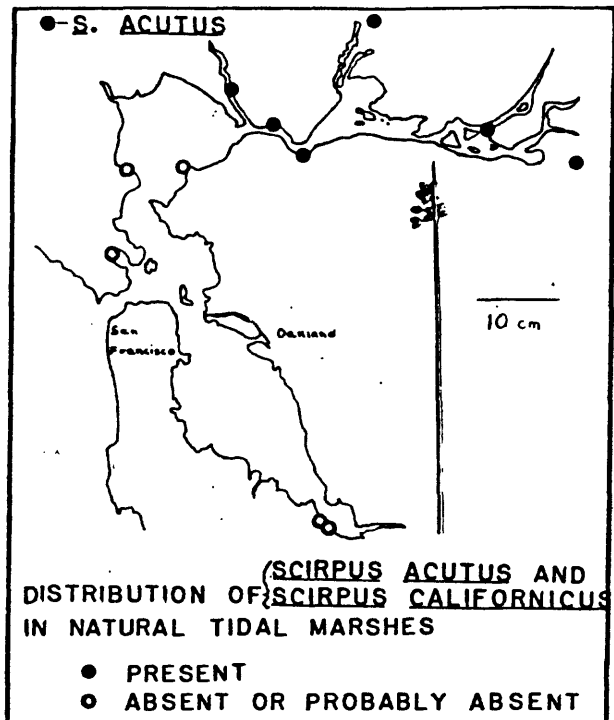 S. ACUTUS
San
Francisco
Oakland
10 cm
SCIRPUS ACUTUS AND
DISTRIBUTION OF SCIRPUS CALIFORNICUS
IN NATURAL TIDAL MARSHES
PRESENT
ABSENT OR PROBABLY ABSENT